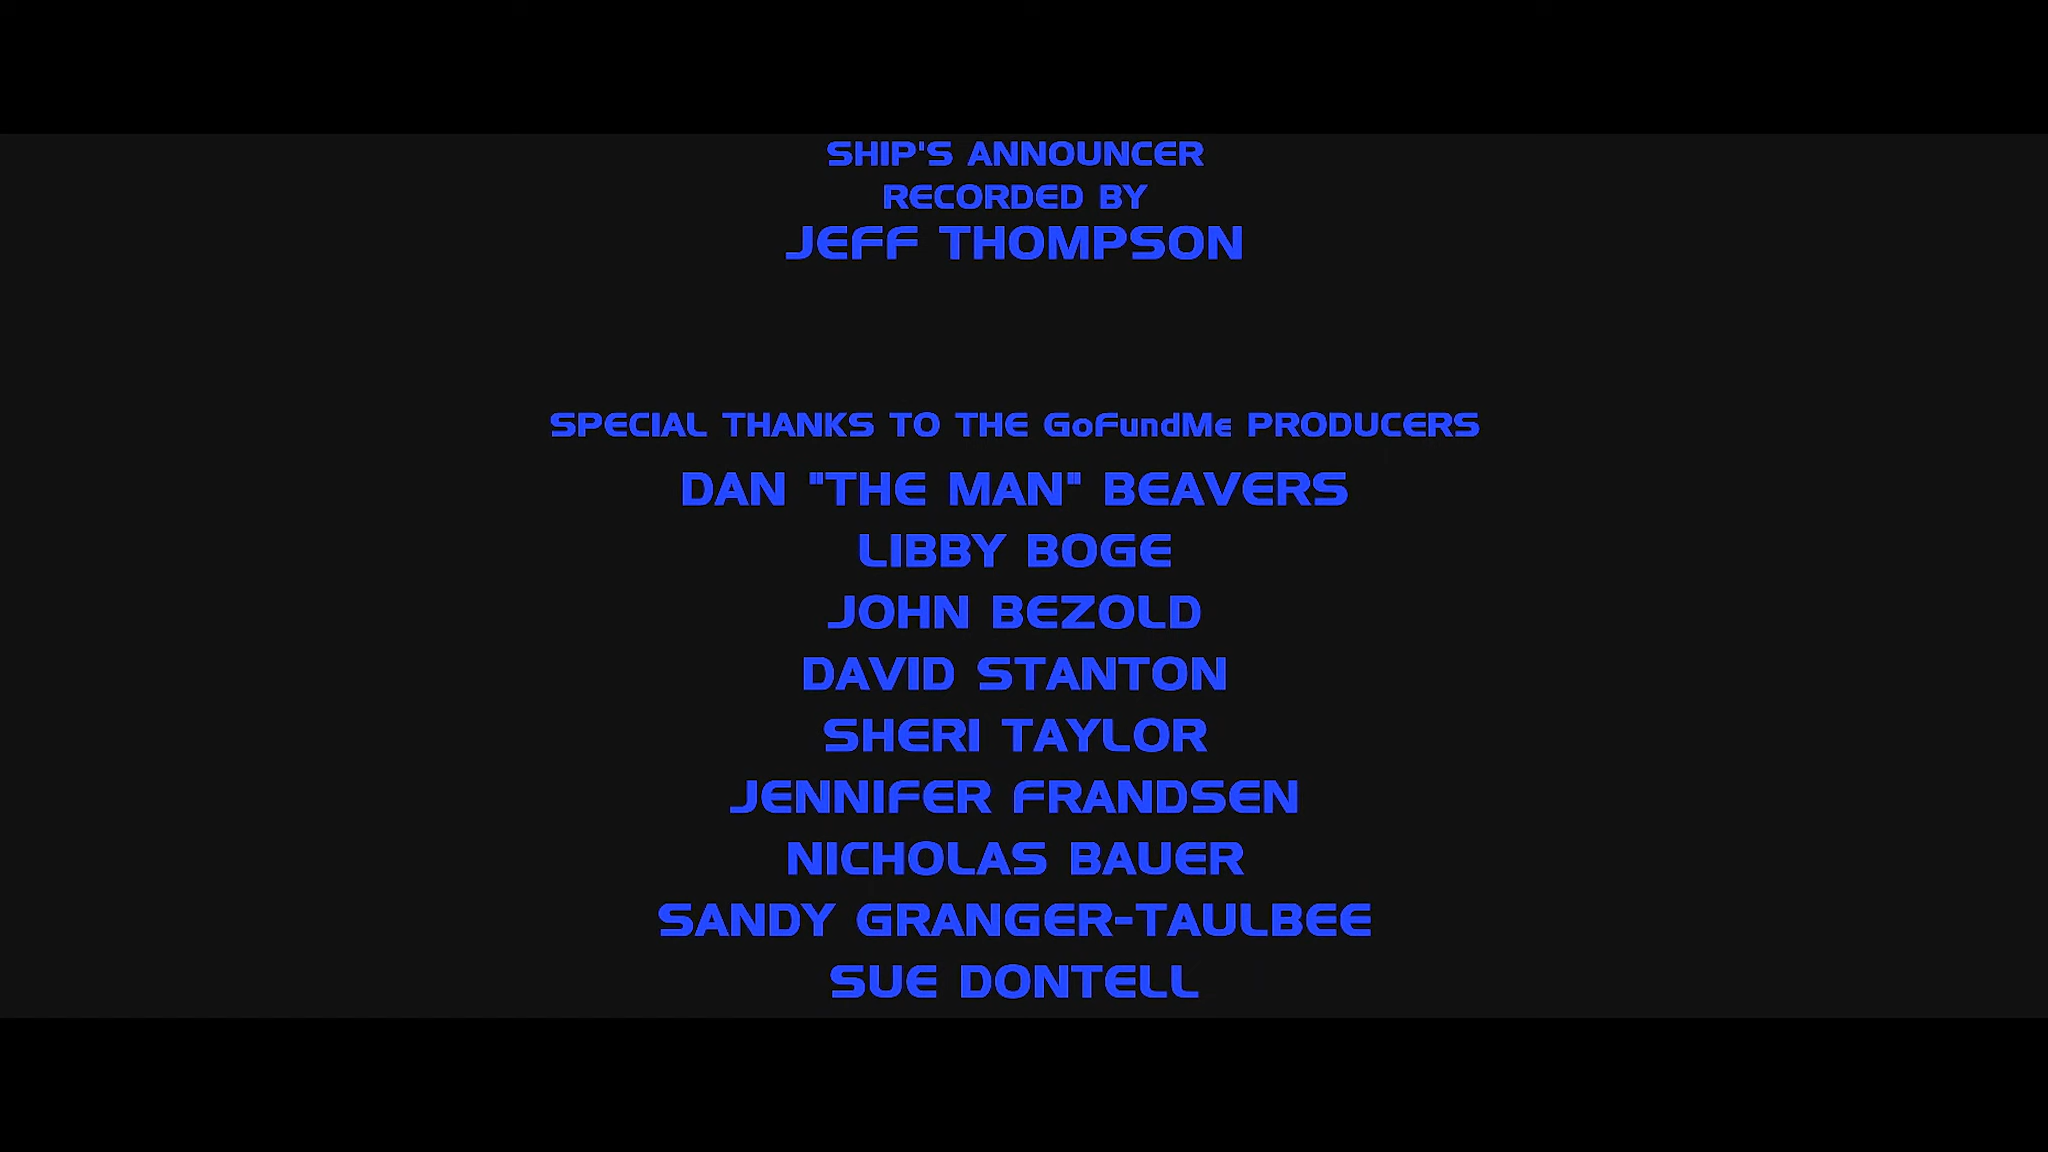 SHIP'S ANNOUNCER
RECORDED BY
JEFF THOMPSON
SPECIAL THANKS TO THE GoFundMe PRODUCERS
DAN "THE MAN" BEAVERS
LIBBY BOGE
JOHN BEZOLD
DAVID STANTON
SHERI TAYLOR
JENNIFER FRANDSEN
NICHOLAS BAUER
SANDY GRANGER-TAULBEE
SUE DONTELL